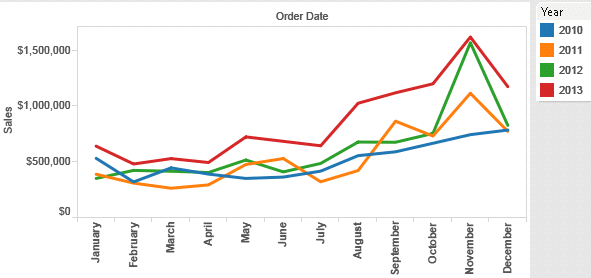 Order Date
Year
2010
2011
2012
2013
Sales
$1,500,000
$1,000,000
$500,000
$0
January
February
March
April
May
June
July
August
September
October
November
December